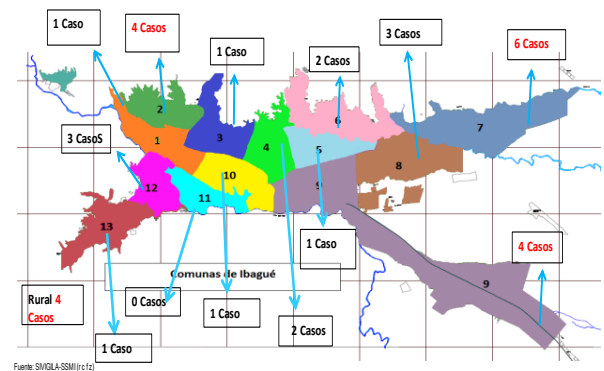 1 Caso
4 Casos
1 Caso
2 Casos
3 Casos
6 Casos
2
3
6
7
1
4
5
8
3 CasoS
12
10
9
11
13
9
1 Caso
4 Casos
Comunas de Ibagué
Rural 4
Casos
0 Casos
1 Caso
2 Casos
1 Caso
Fuente: SIVIGILA-SSMI (rcfz)